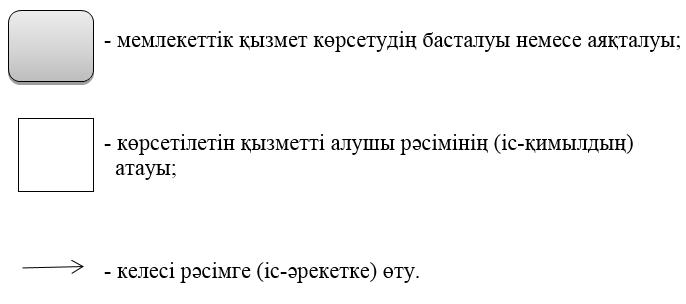 - мемлекеттік қызмет көрсетудің басталуы немесе аяқталуы;
- көрсетілетін қызметті алушы рәсімінің (іс-қимылдың)
атауы;
- келесі рәсімге (іс-әрекетке) өту.